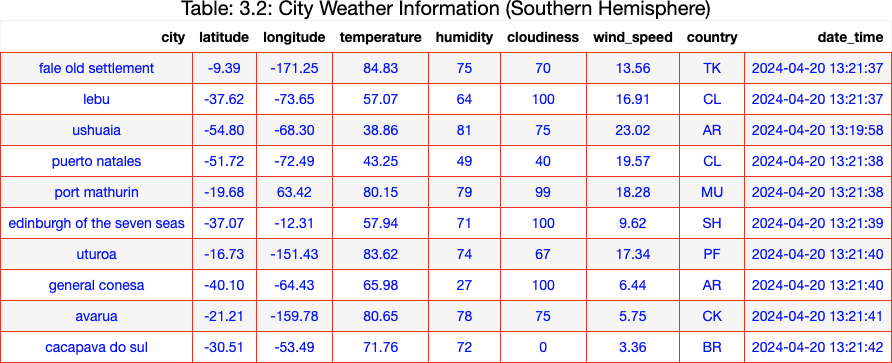 Table: 3.2: City Weather Information (Southern Hemisphere)
city latitude longitude temperature humidity cloudiness wind_speed country date_time
fale old settlement -9.39 -171.25 84.83 75 70 13.56 TK 2024-04-20 13:21:37
lebu -37.62 -73.65 57.07 64 100 16.91 CL 2024-04-20 13:21:37
ushuaia -54.80 -68.30 38.86 81 75 23.02 AR 2024-04-20 13:19:58
puerto natales -51.72 -72.49 43.25 49 40 19.57 CL 2024-04-20 13:21:38
port mathurin -19.68 63.42 80.15 79 99 18.28 MU 2024-04-20 13:21:38
edinburgh of the seven seas -37.07 -12.31 57.94 71 100 9.62 SH 2024-04-20 13:21:39
uturoa -16.73 -151.43 83.62 74 67 17.34 PF 2024-04-20 13:21:40
general conesa -40.10 -64.43 65.98 27 100 6.44 AR 2024-04-20 13:21:40
avarua -21.21 -159.78 80.65 78 75 5.75 CK 2024-04-20 13:21:41
cacapava do sul -30.51 -53.49 71.76 72 0 3.36 BR 2024-04-20 13:21:42